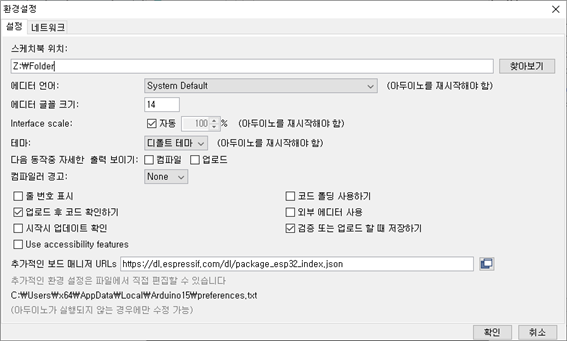 환경설정
설정 네트워크
스케치북 위치:
Z:\Folder 찾아보기
에디터 언어: System Default (아두이노를 재시작해야 함)
에디터 글꼴 크기: 14
Interface scale: 자동 100 % (아두이노를 재시작해야 함)
테마: 디폴트 테마 (아두이노를 재시작해야 함)
다음 동작중 자세한 출력 보이기: 컴파일 업로드
컴파일러 경고: None
줄 번호 표시 코드 폴딩 사용하기
업로드 후 코드 확인하기 외부 에디터 사용
시작시 업데이트 확인 검증 또는 업로드 할 때 저장하기
Use accessibility features
추가적인 보드 매니저 URLs https://dl.espressif.com/dl/package_esp32_index.json
추가적인 환경 설정은 파일에서 직접 편집할 수 있습니다
C:₩Users₩x64₩AppData₩Local₩Arduino15₩preferences.txt
(아두이노가 실행되지 않는 경우에만 수정 가능)
확인 취소